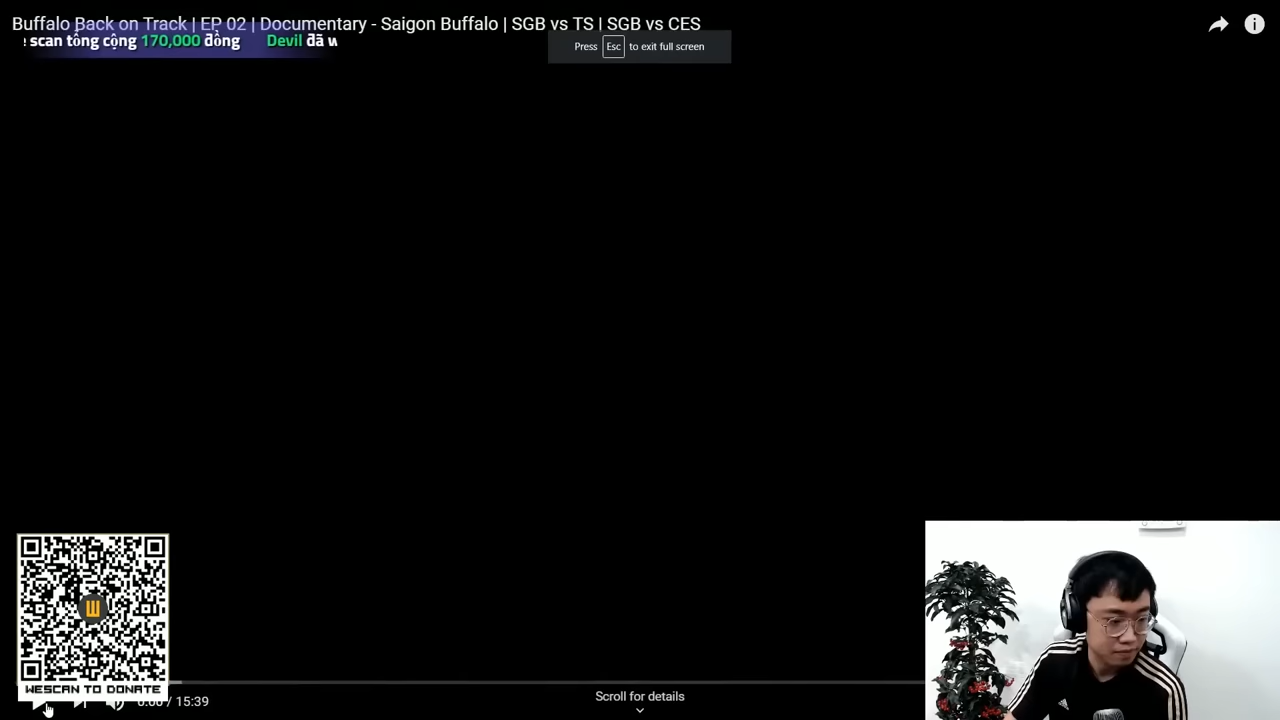 Buffalo Back on Track | EP 02 | Documentary - Saigon Buffalo | SGB vs TS | SGB vs CES
scan tổng cộng 170,000 đồng Devil đã
Press Esc to exit full screen
WESCAN TO DONATE
Scroll for details
0:00 / 15:39